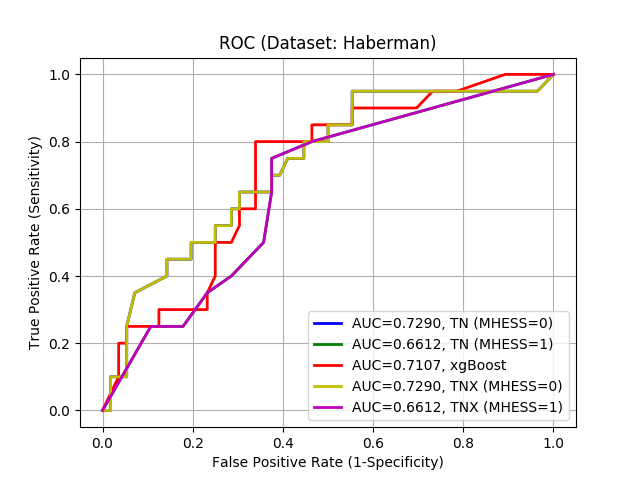 ROC (Dataset: Haberman)
True Positive Rate (Sensitivity)
1.0
0.8
0.6
0.4
0.2
0.0
AUC=0.7290, TN (MHESS=0)
AUC=0.6612, TN (MHESS=1)
AUC=0.7107, xgBoost
AUC=0.7290, TNX (MHESS=0)
AUC=0.6612, TNX (MHESS=1)
0.0 0.2 0.4 0.6 0.8 1.0
False Positive Rate (1-Specificity)